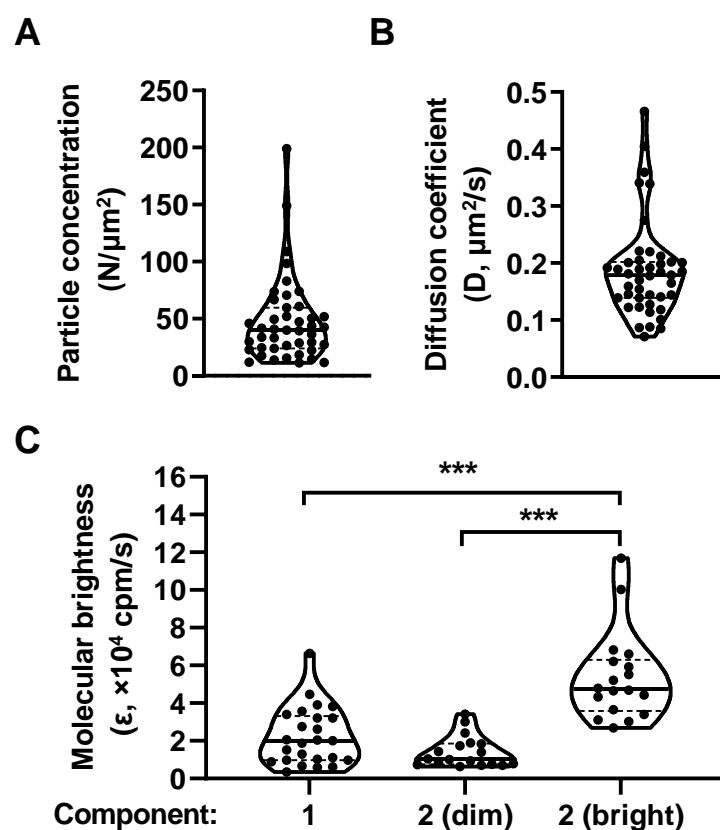 A
Particle concentration
(N/µm²)
250
200
150
100
50
0
B
Diffusion coefficient
(D, µm²/s)
0.5
0.4
0.3
0.2
0.1
0.0
C
Molecular brightness
(ε, ×10⁴ cpm/s)
16
14
12
10
8
6
4
2
0
***
***
Component: 1 2 (dim) 2 (bright)